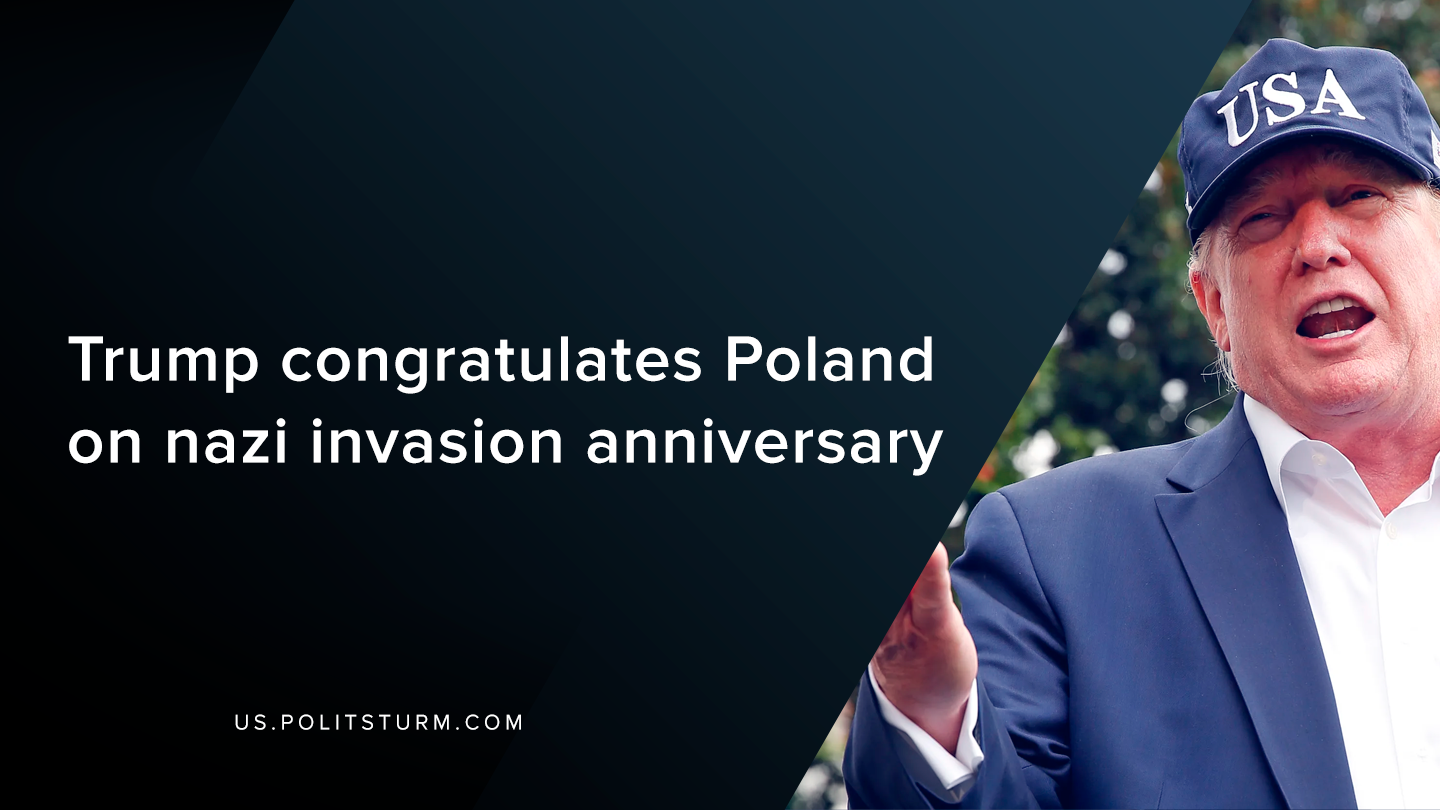 USA
Trump congratulates Poland
on nazi invasion anniversary
US.POLITSTURM.COM